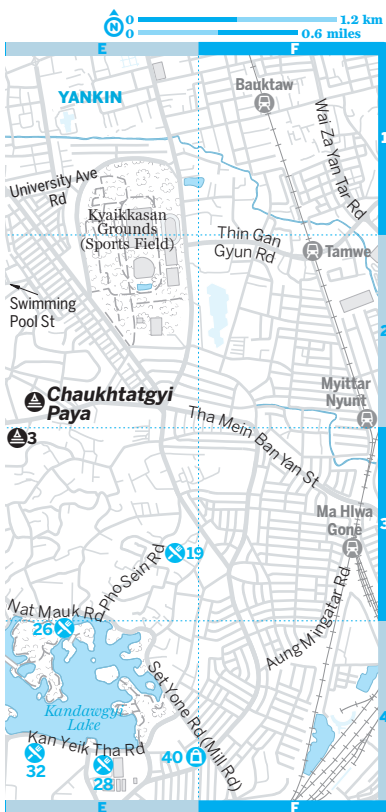 N
0
1.2 km
0
0.6 miles
E
F
YANKIN
Bauktaw
Wai Za Yan Tar Rd
1
University Ave
Rd
Kyaikkasan
Grounds
(Sports Field)
Thin Gan
Gyun Rd
Tamwe
Swimming
Pool St
2
Chaukhtatgyi
Paya
Myittar
Nyunt
3
Tha Mein Ban Yan St
3
Ma Hlwa
Gone
19
Pho Sein Rd
Nat Mauk Rd
26
Aung Mingatar Rd
Set Yone Rd (Mill Rd)
Kandawgyi
Lake
4
Kan Yeik Tha Rd
32
28
40
E
F